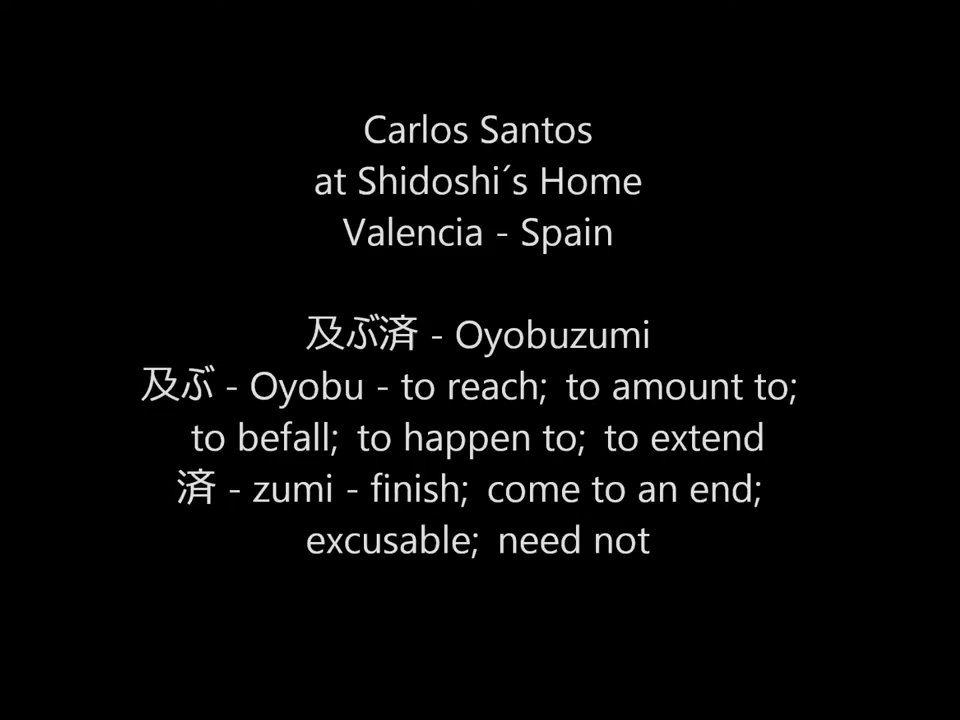 Carlos Santos
at Shidoshi´s Home
Valencia - Spain
及ぶ済 - Oyobuzumi
及ぶ - Oyobu - to reach; to amount to;
to befall; to happen to; to extend
済 - zumi - finish; come to an end;
excusable; need not